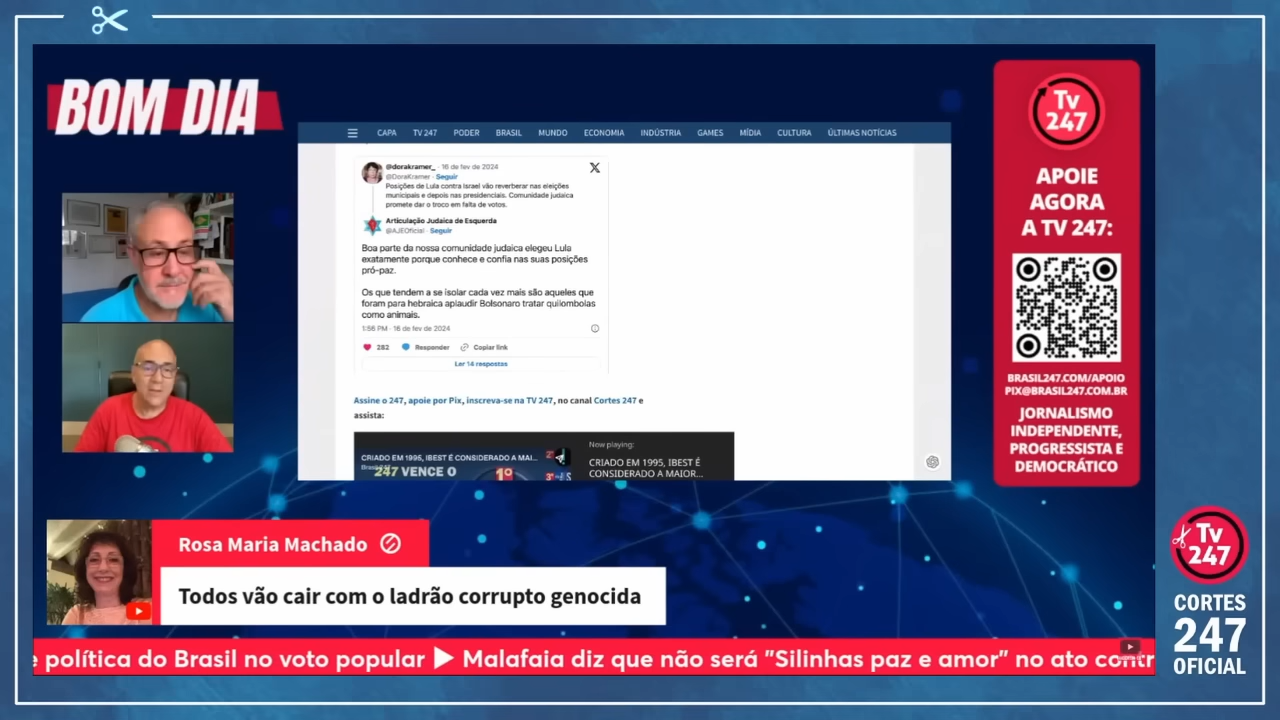 BOM DIA
CAPA TV 247 PODER BRASIL MUNDO ECONOMIA INDÚSTRIA GAMES MÍDIA CULTURA ÚLTIMAS NOTÍCIAS
@dorakramer_ · 16 de fev de 2024
@DoraKramer · Seguir
Posições de Lula contra Israel vão reverberar nas eleições
municipais e depois nas presidenciais. Comunidade judaica
promete dar o troco em falta de votos.
Articulação Judaica de Esquerda
@AJEOficial · Seguir
Boa parte da nossa comunidade judaica elegeu Lula
exatamente porque conhece e confia nas suas posições
pró-paz.
Os que tendem a se isolar cada vez mais são aqueles que
foram para hebraica aplaudir Bolsonaro tratar quilombolas
como animais.
1:56 PM · 16 de fev de 2024
282 Responder Copiar link
Ler 14 respostas
Assine o 247, apoie por Pix, inscreva-se na TV 247, no canal Cortes 247 e
assista:
CRIADO EM 1995, IBEST É CONSIDERADO A MAI...
247 VENCE O 1º
Now playing:
CRIADO EM 1995, IBEST É
CONSIDERADO A MAIOR...
Tv
247
APOIE
AGORA
A TV 247:
BRASIL247.COM/APOIO
PIX@BRASIL247.COM.BR
JORNALISMO
INDEPENDENTE,
PROGRESSISTA E
DEMOCRÁTICO
Rosa Maria Machado
Todos vão cair com o ladrão corrupto genocida
e política do Brasil no voto popular ▶ Malafaia diz que não será "Silinhas paz e amor" no ato contr
Tv
247
CORTES
247
OFICIAL